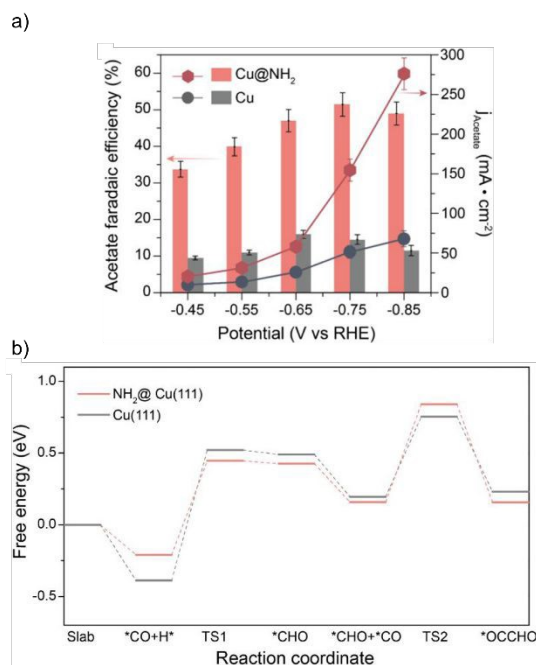 a)
Acetate faradaic efficiency (%)
60
50
40
30
20
10
0
Cu@NH₂
Cu
300
250
200
150
100
50
0
j_Acetate (mA • cm⁻²)
-0.45 -0.55 -0.65 -0.75 -0.85
Potential (V vs RHE)
b)
Free energy (eV)
1.0
0.5
0.0
-0.5
NH₂@ Cu(111)
Cu(111)
Slab *CO+H* TS1 *CHO *CHO+*CO TS2 *OCCHO
Reaction coordinate